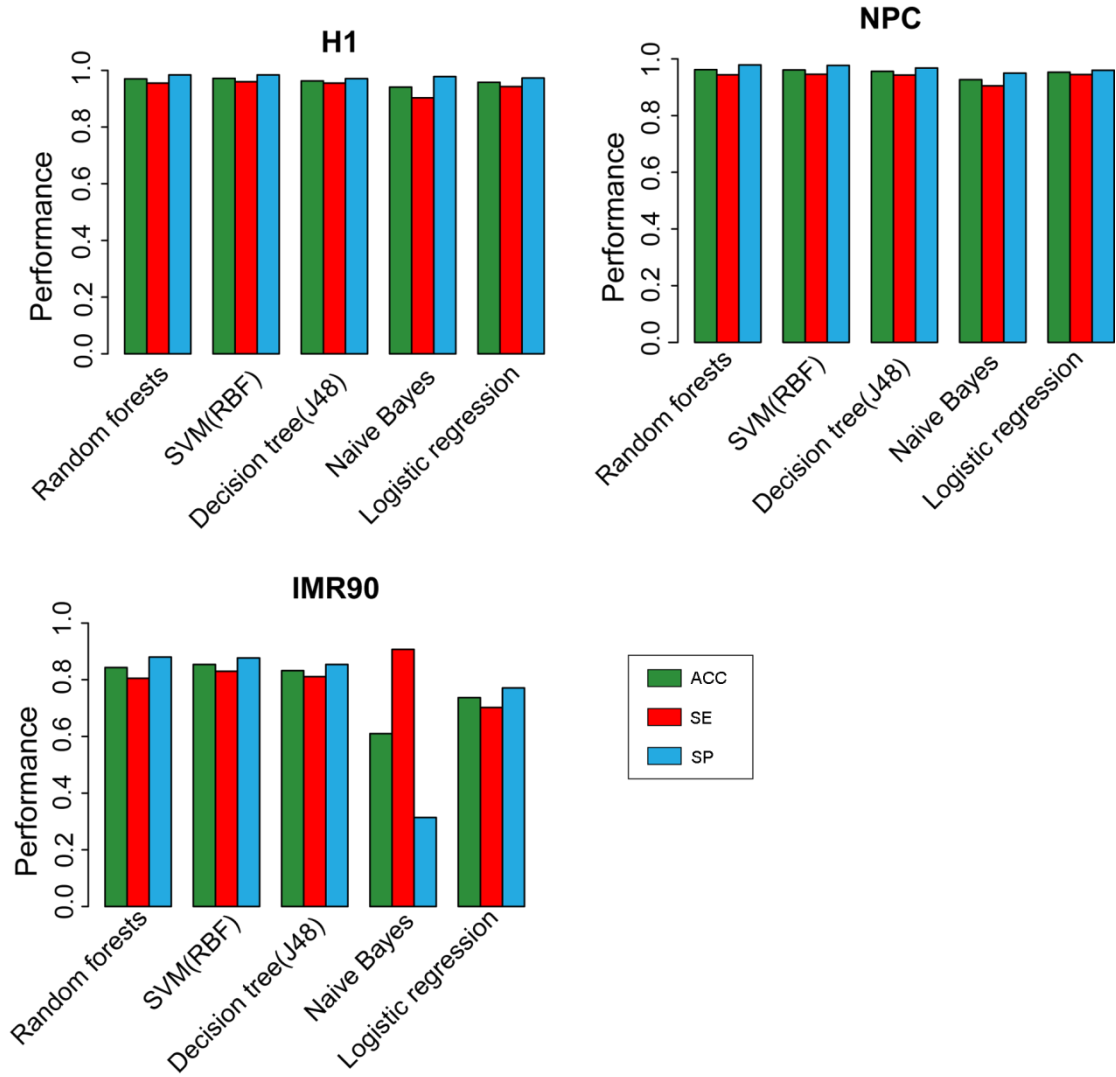 H1
Performance
0.0 0.2 0.4 0.6 0.8 1.0
Random forests
SVM(RBF)
Decision tree(J48)
Naive Bayes
Logistic regression
NPC
Performance
0.0 0.2 0.4 0.6 0.8 1.0
Random forests
SVM(RBF)
Decision tree(J48)
Naive Bayes
Logistic regression
IMR90
Performance
0.0 0.2 0.4 0.6 0.8 1.0
Random forests
SVM(RBF)
Decision tree(J48)
Naive Bayes
Logistic regression
ACC
SE
SP